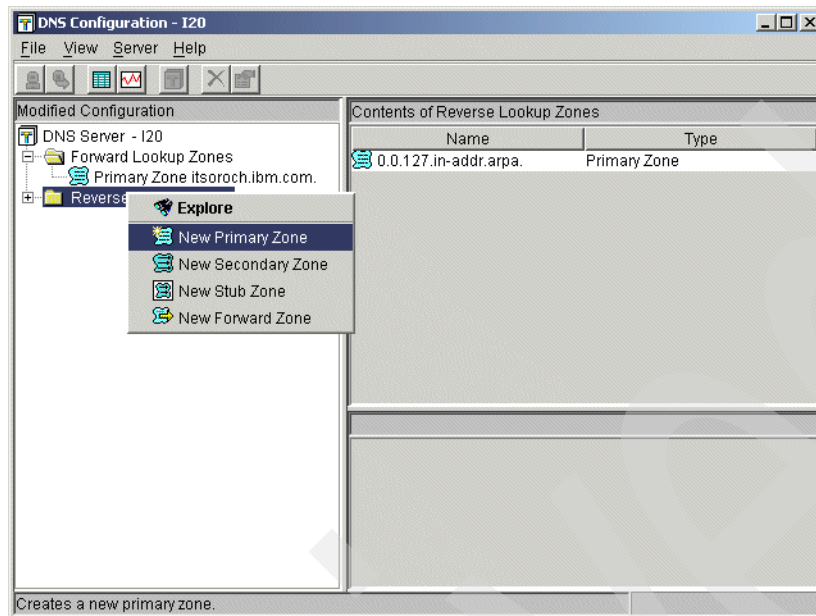 DNS Configuration - I20
File View Server Help
Modified Configuration
DNS Server - I20
Forward Lookup Zones
Primary Zone itsoroch.ibm.com.
Reverse
Explore
New Primary Zone
New Secondary Zone
New Stub Zone
New Forward Zone
Contents of Reverse Lookup Zones
Name Type
0.0.127.in-addr.arpa. Primary Zone
Creates a new primary zone.